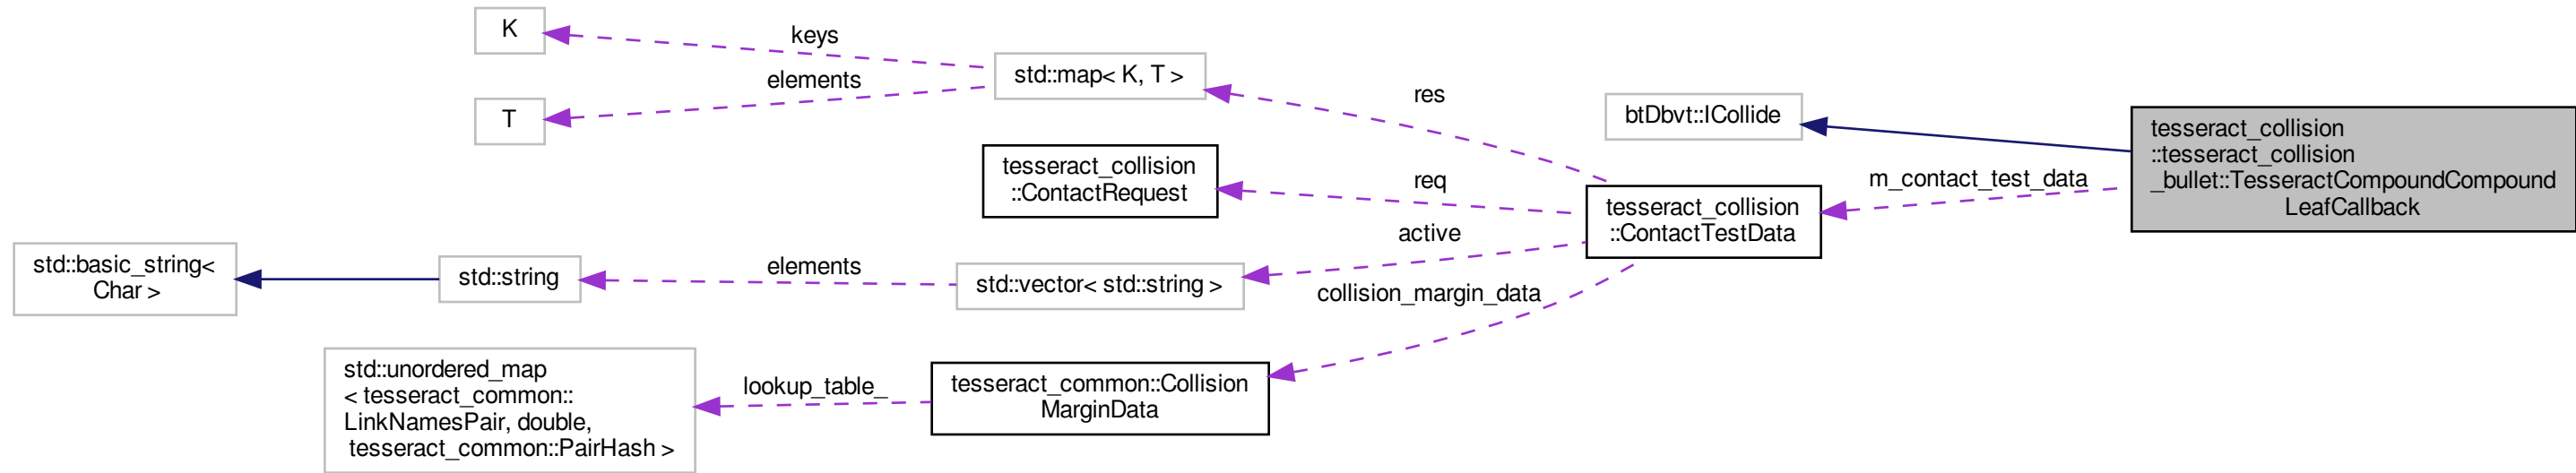 K
keys
std::map< K, T >
elements
T
res
btDbvt::ICollide
tesseract_collision
::tesseract_collision
_bullet::TesseractCompoundCompound
LeafCallback
tesseract_collision
::ContactRequest
req
m_contact_test_data
tesseract_collision
::ContactTestData
active
std::basic_string<
Char >
std::string
elements
std::vector< std::string >
collision_margin_data
std::unordered_map
< tesseract_common::
LinkNamesPair, double,
tesseract_common::PairHash >
lookup_table_
tesseract_common::Collision
MarginData